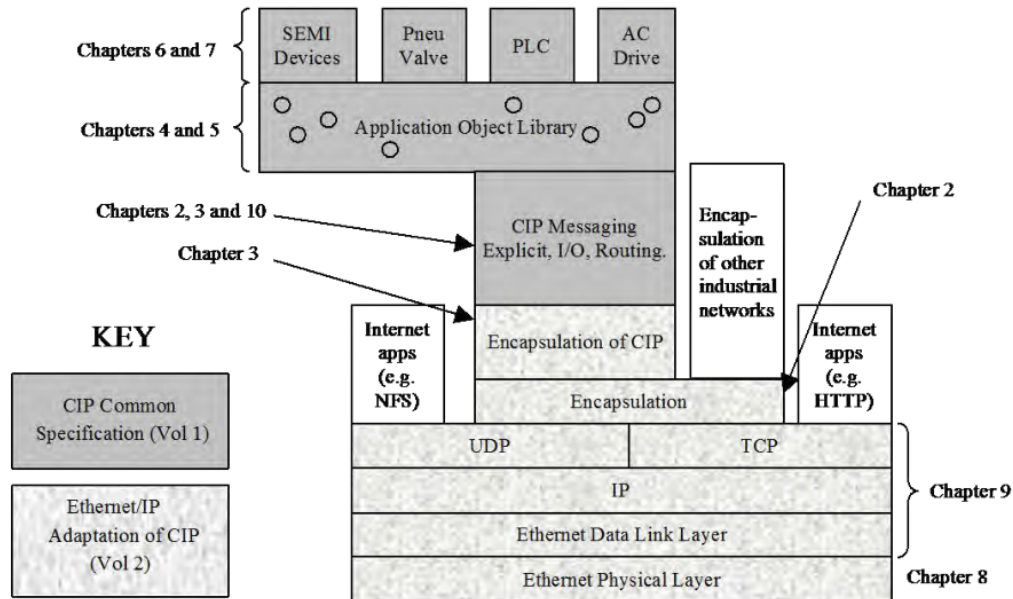 SEMI
Devices
Pneu
Valve
PLC
AC
Drive
Chapters 6 and 7
Application Object Library
Chapters 4 and 5
Chapters 2, 3 and 10
CIP Messaging
Explicit, I/O, Routing.
Encap-
sulation
of other
industrial
networks
Chapter 2
Chapter 3
Encapsulation of CIP
Internet
apps
(e.g.
NFS)
Internet
apps
(e.g.
HTTP)
Encapsulation
UDP
TCP
IP
Ethernet Data Link Layer
Chapter 9
Ethernet Physical Layer
Chapter 8
KEY
CIP Common
Specification (Vol 1)
Ethernet/IP
Adaptation of CIP
(Vol 2)